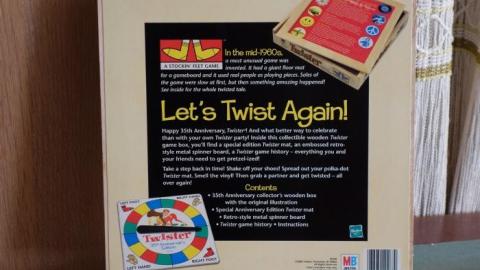 A STOCKIN' FEET GAME
In the mid-1960s,
a most unusual game was
invented. It had a giant floor mat
for a gameboard and it used real people as playing pieces. Sales of
the game were slow at first, but then something amazing happened!
See inside for the whole twisted tale.
Let's Twist Again!
Happy 35th Anniversary, Twister! And what better way to celebrate
than with your own Twister party! Inside this collectible wooden Twister
game box, you'll find a special edition mat, an embossed retro-
style metal spinner board, a Twister game history – everything you and
your friends need to get pretzel-ized!
Take a step back in time! Shake off your shoes! Spread out your polka-dot
Twister mat. Smell the vinyl! Then grab a partner and get twisted – all
over again!
Contents
• 35th Anniversary collector's wooden box
with the original illustration
• Special Anniversary Edition Twister mat
• Retro-style metal spinner board
• Twister game history • Instructions
LEFT FOOT
RIGHT
Twister
LEFT HAND
RIGHT FOOT
Hasbro
MB